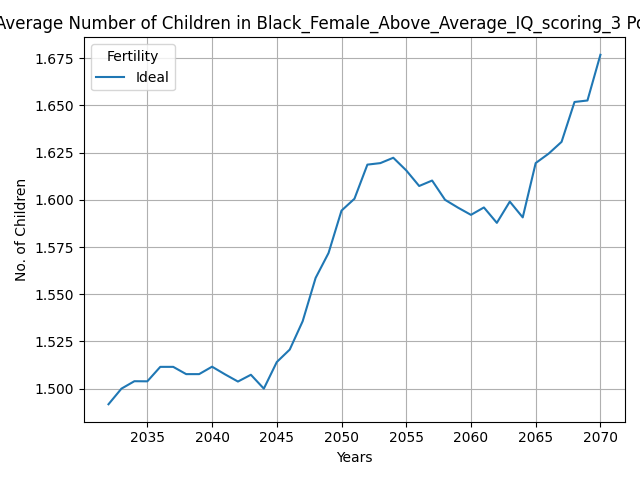 Average Number of Children in Black_Female_Above_Average_IQ_scoring_3 Po
Fertility
Ideal
1.675
1.650
1.625
1.600
1.575
1.550
1.525
1.500
No. of Children
2035 2040 2045 2050 2055 2060 2065 2070
Years